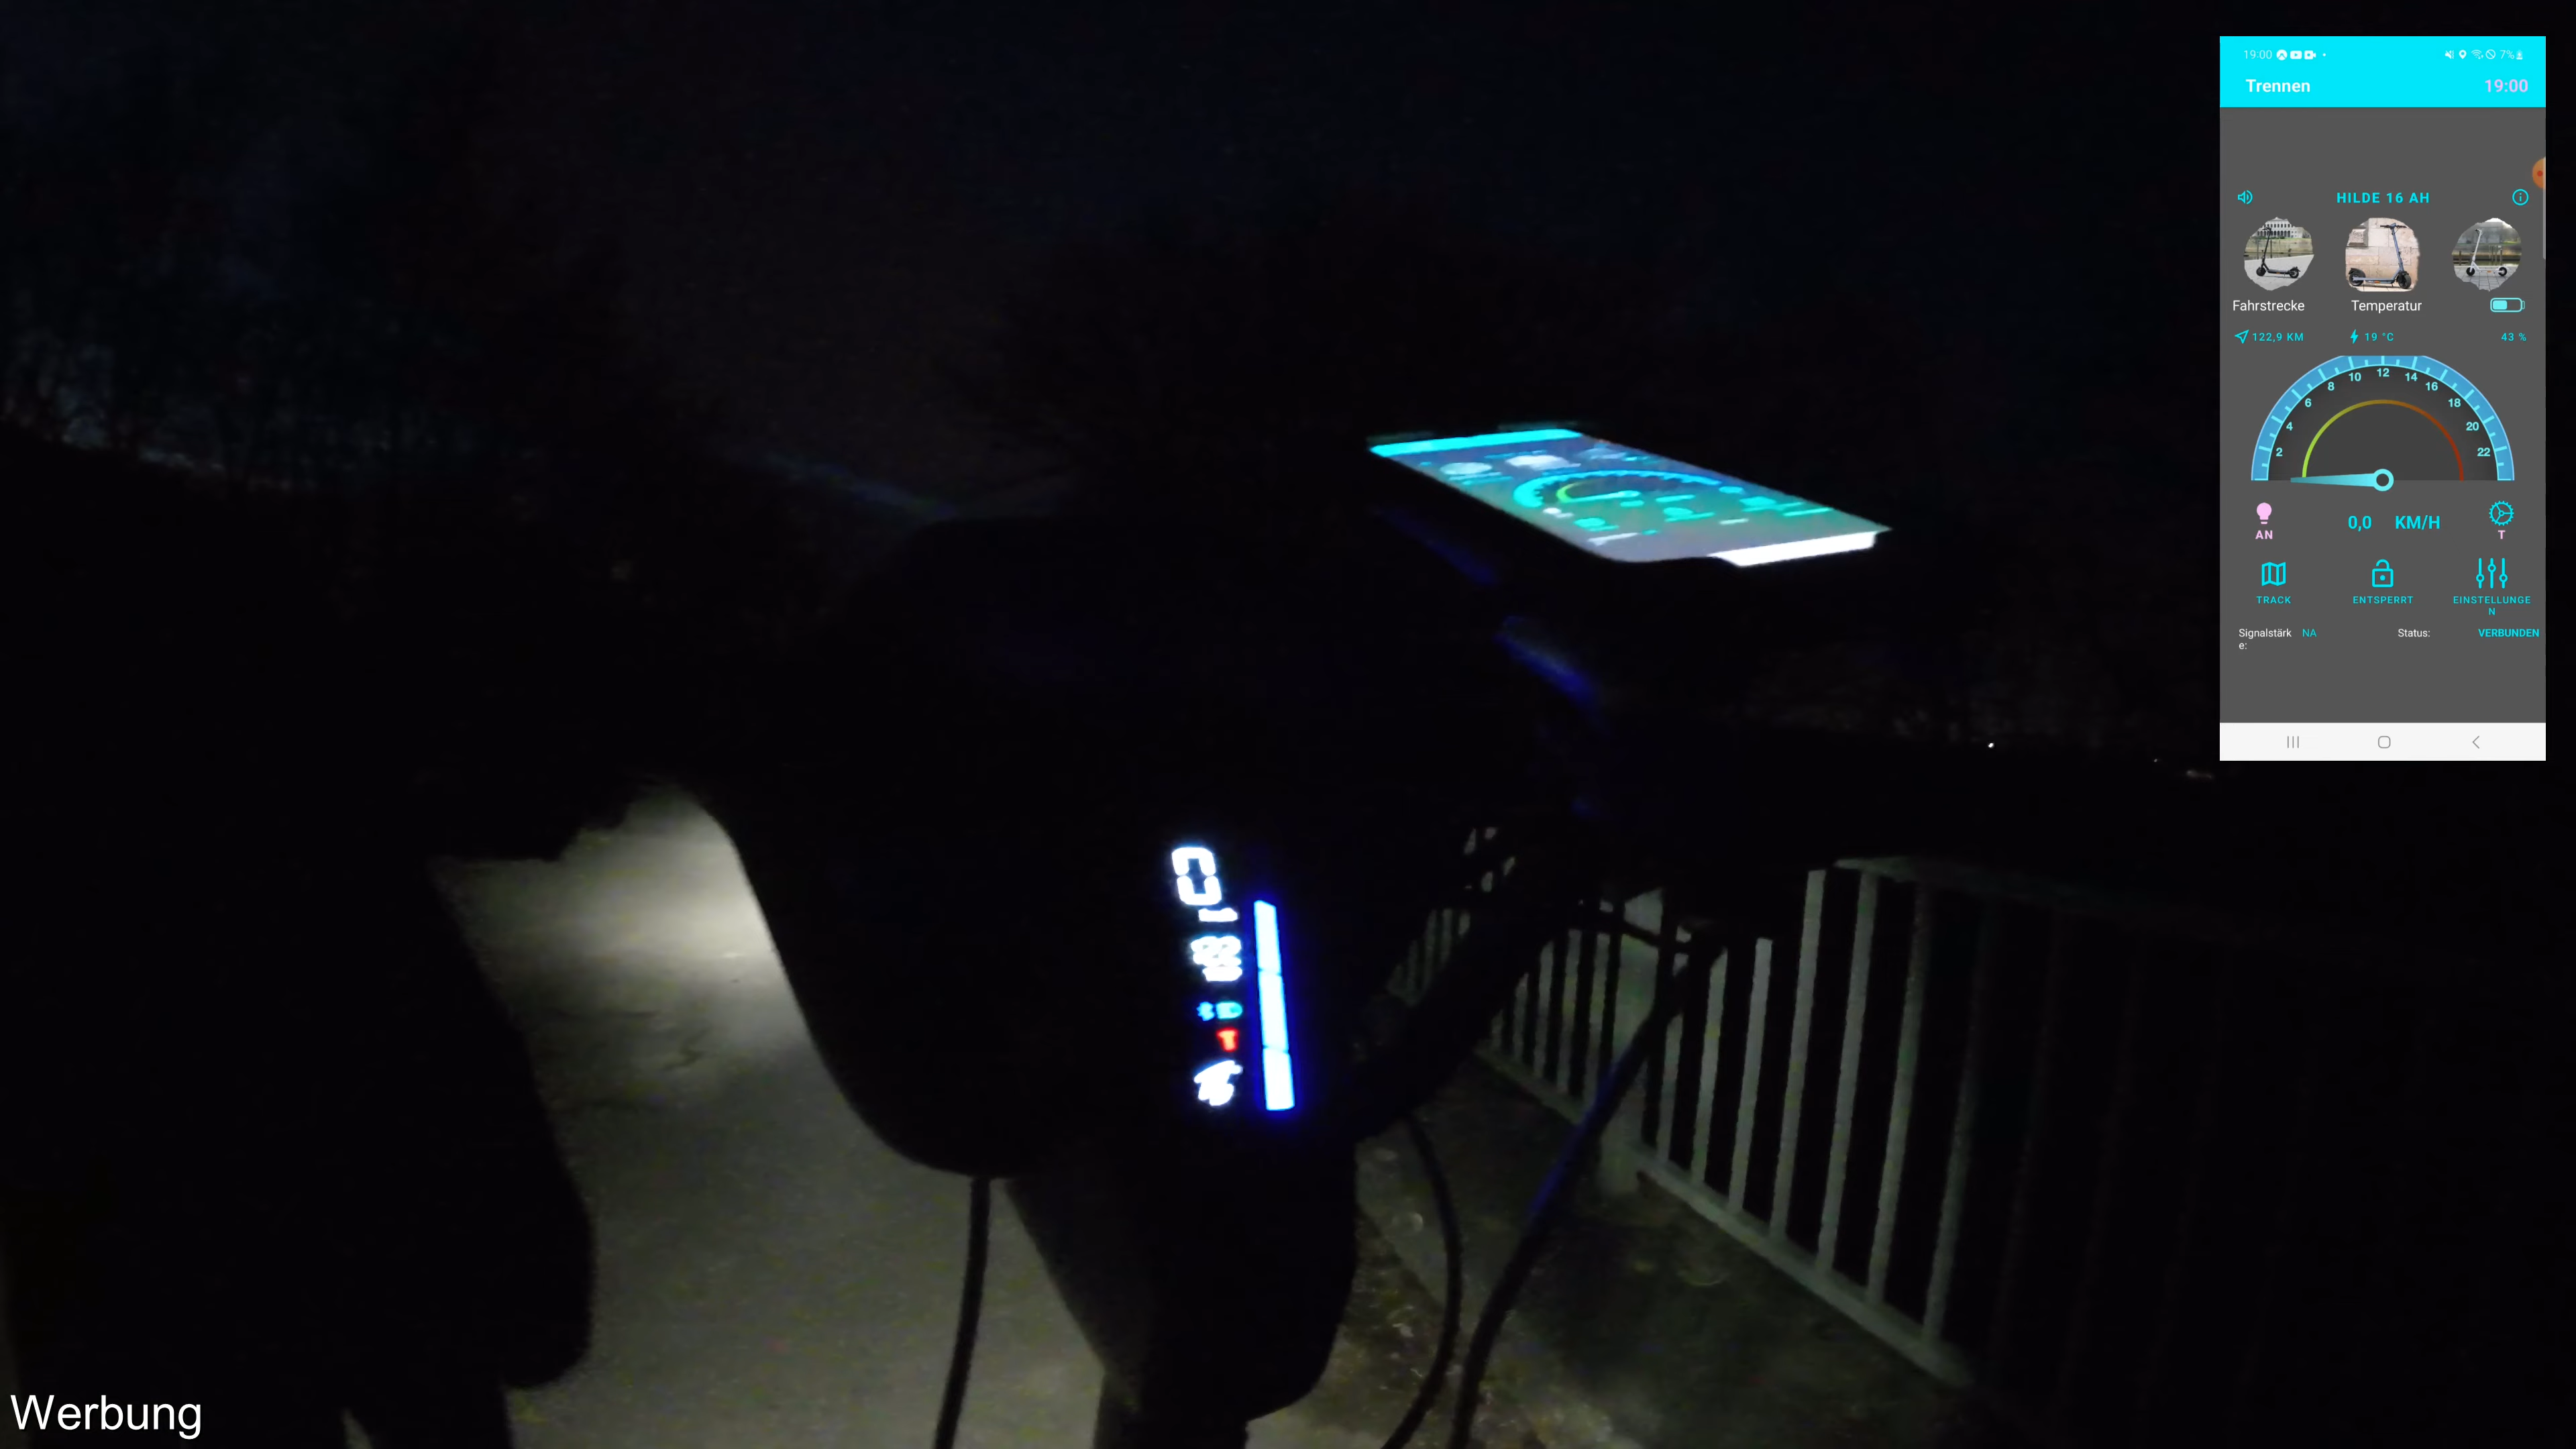 19:00 7%
Trennen 19:00
HILDE 16 AH
Fahrstrecke Temperatur
122,9 KM 19 °C 43 %
2 4 6 8 10 12 14 16 18 20 22
0,0 KM/H
AN T
TRACK ENTSPERRT EINSTELLUNGE
N
Signalstärk NA Status: VERBUNDEN
e:
0
T
Werbung